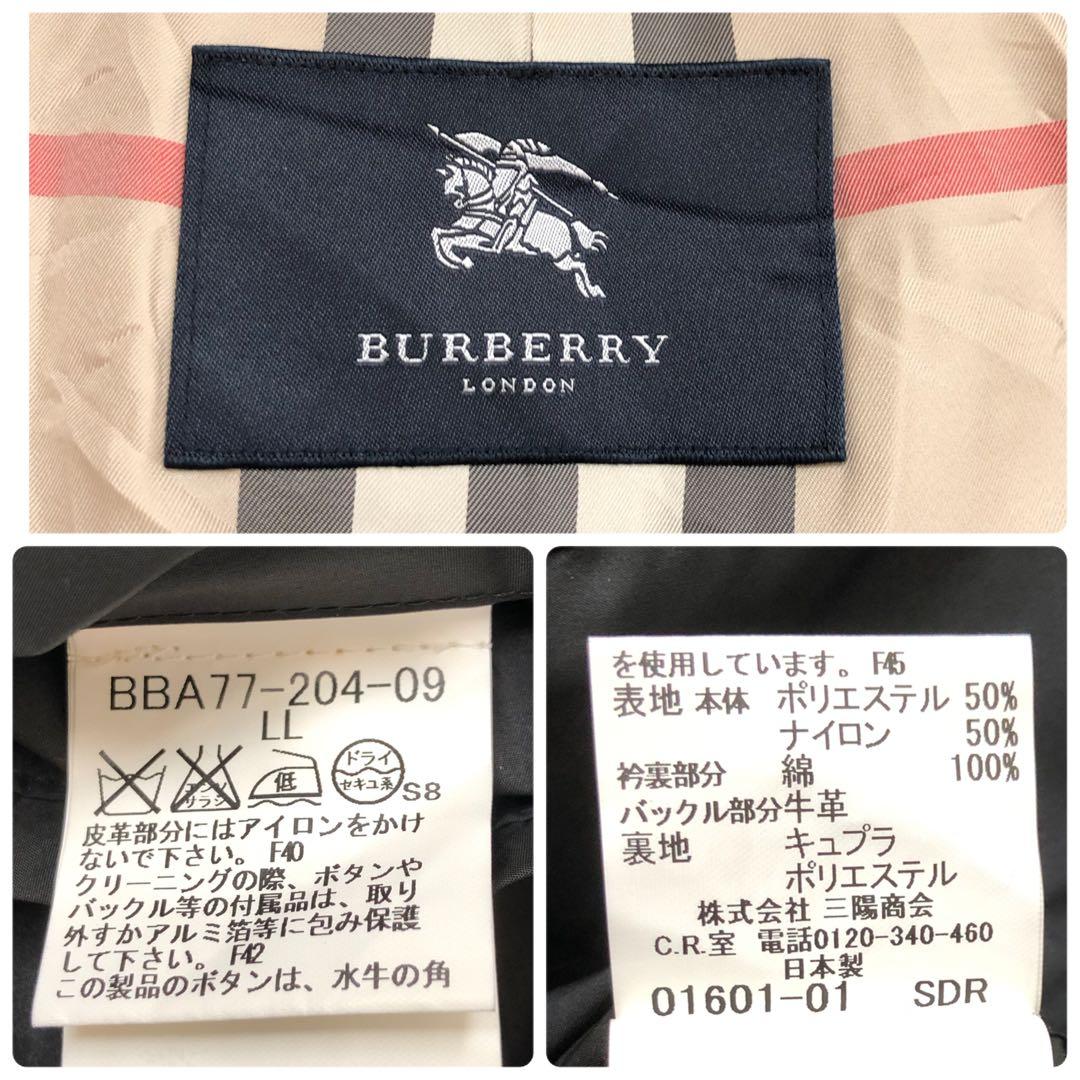 BURBERRY
LONDON
BBA77-204-09
LL
エンソ
サラシ
低
ドライ
セキユ系
S8
皮革部分にはアイロンをかけ
ないで下さい。 F40
クリーニングの際、ボタンや
バックル等の付属品は、取り
外すかアルミ箔等に包み保護
して下さい。 F42
この製品のボタンは、水牛の角
を使用しています。 F45
表地 本体 ポリエステル 50%
ナイロン 50%
衿裏部分 綿 100%
バックル部分 牛革
裏地 キュプラ
ポリエステル
株式会社 三陽商会
C.R.室 電話0120-340-460
日本製
01601-01 SDR